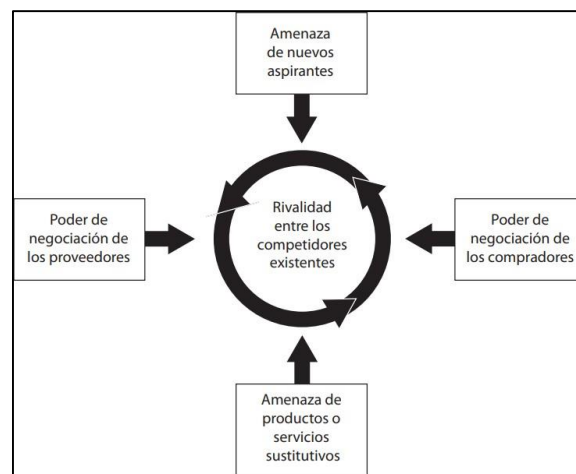 Amenaza
de nuevos
aspirantes
Poder de
negociación de
los proveedores
Rivalidad
entre los
competidores
existentes
Poder de
negociación de
los compradores
Amenaza de
productos o
servicios
sustitutivos